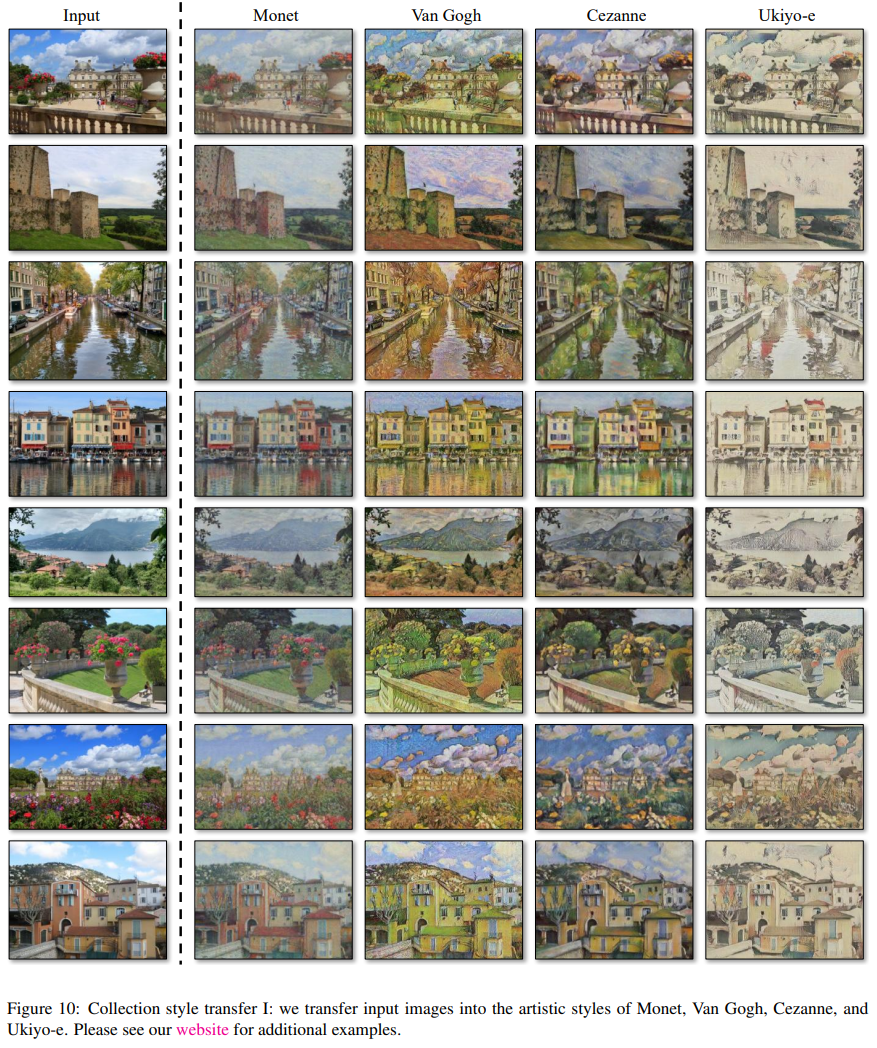 Input Monet Van Gogh Cezanne Ukiyo-e
Figure 10: Collection style transfer I: we transfer input images into the artistic styles of Monet, Van Gogh, Cezanne, and
Ukiyo-e. Please see our website for additional examples.